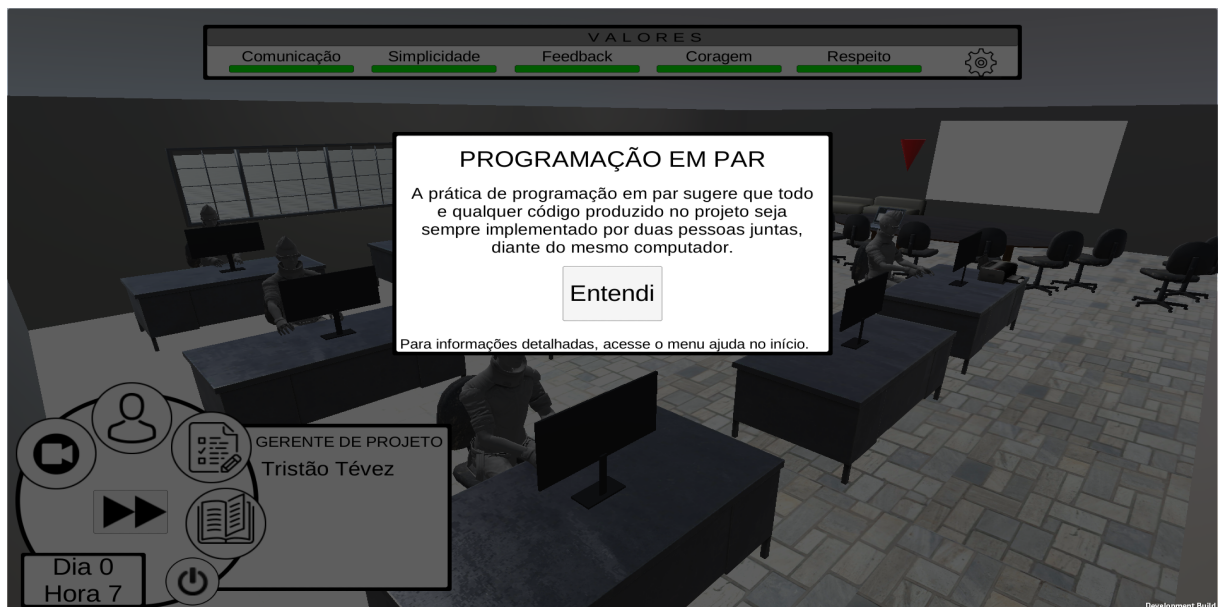 VALORES
Comunicação Simplicidade Feedback Coragem Respeito
PROGRAMAÇÃO EM PAR
A prática de programação em par sugere que todo
e qualquer código produzido no projeto seja
sempre implementado por duas pessoas juntas,
diante do mesmo computador.
Entendi
Para informações detalhadas, acesse o menu ajuda no início.
GERENTE DE PROJETO
Tristão Tévez
Dia 0
Hora 7
Development Build